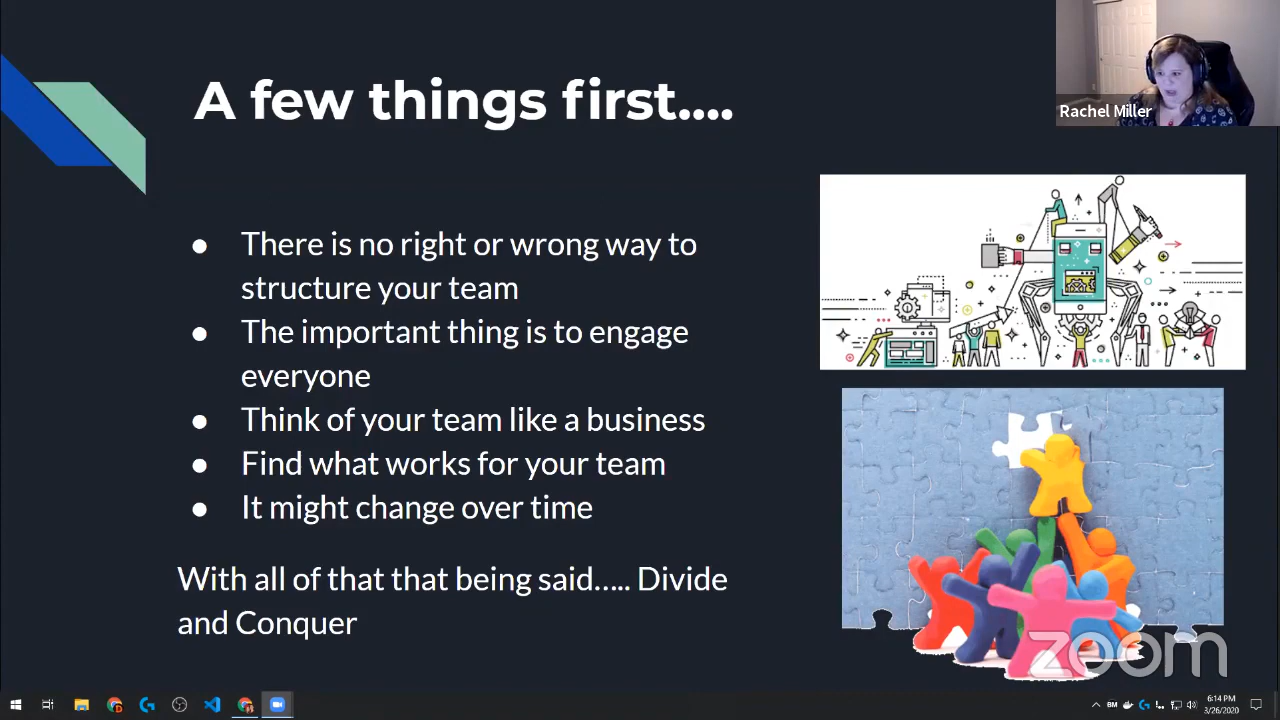 A few things first....
Rachel Miller
● There is no right or wrong way to
structure your team
● The important thing is to engage
everyone
● Think of your team like a business
● Find what works for your team
● It might change over time
With all of that that being said..... Divide
and Conquer
zoom
BM
6:14 PM
3/26/2020